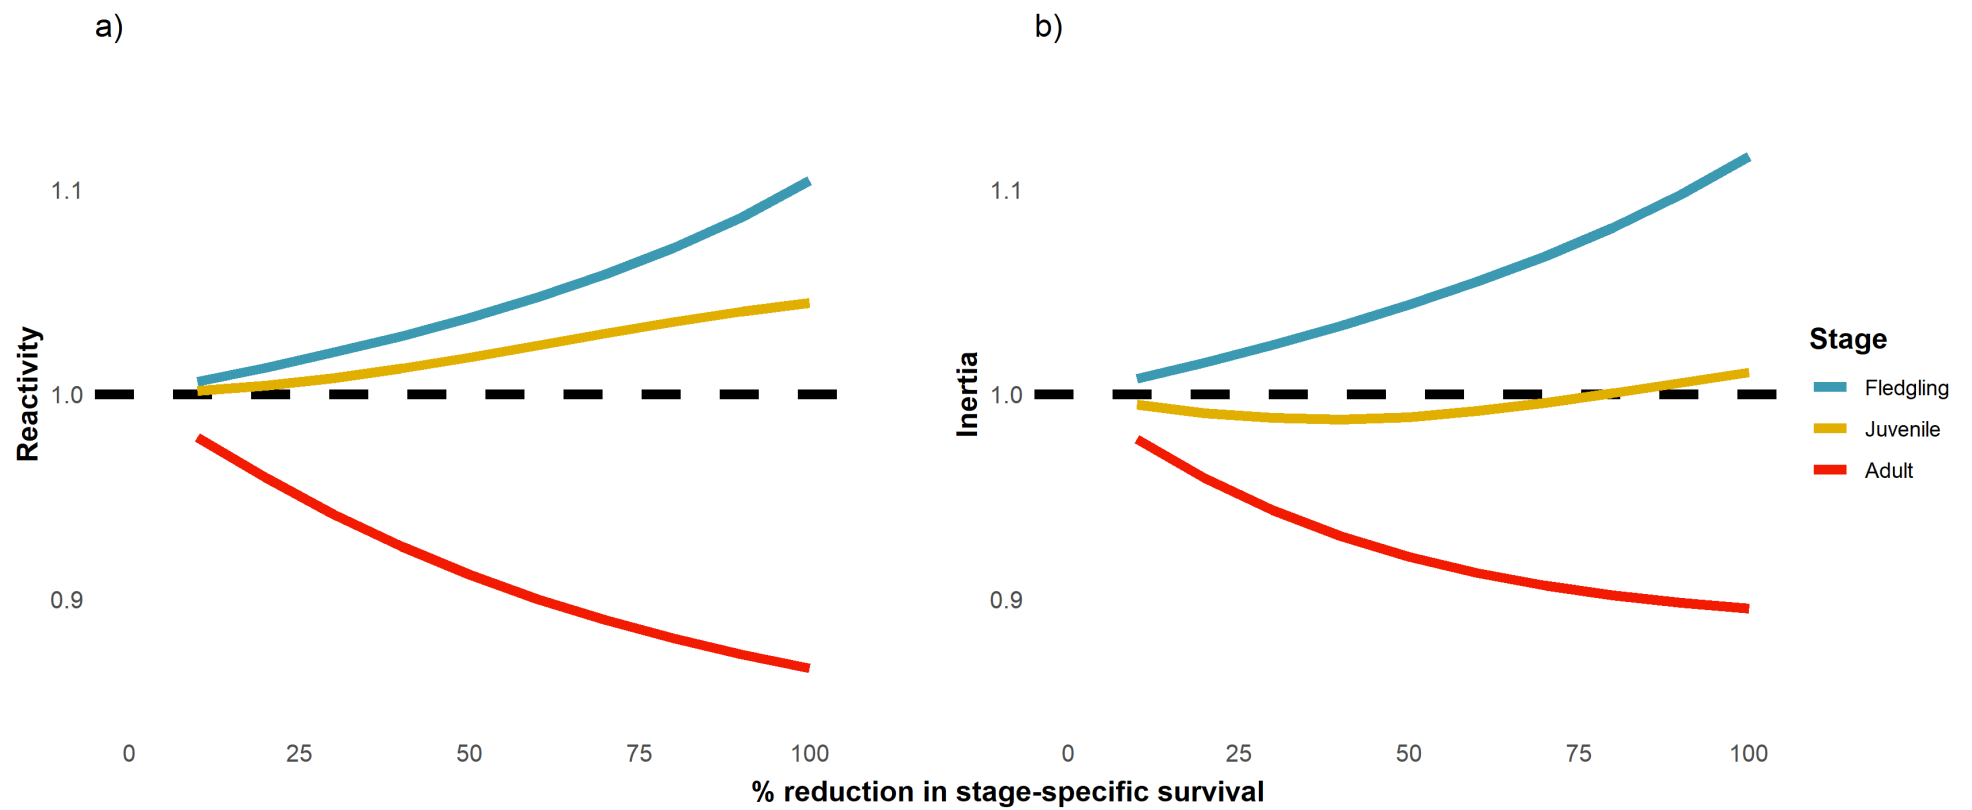 a)
b)
1.1
1.0
0.9
Reactivity
0 25 50 75 100
1.1
1.0
0.9
Inertia
0 25 50 75 100
% reduction in stage-specific survival
Stage
Fledgling
Juvenile
Adult